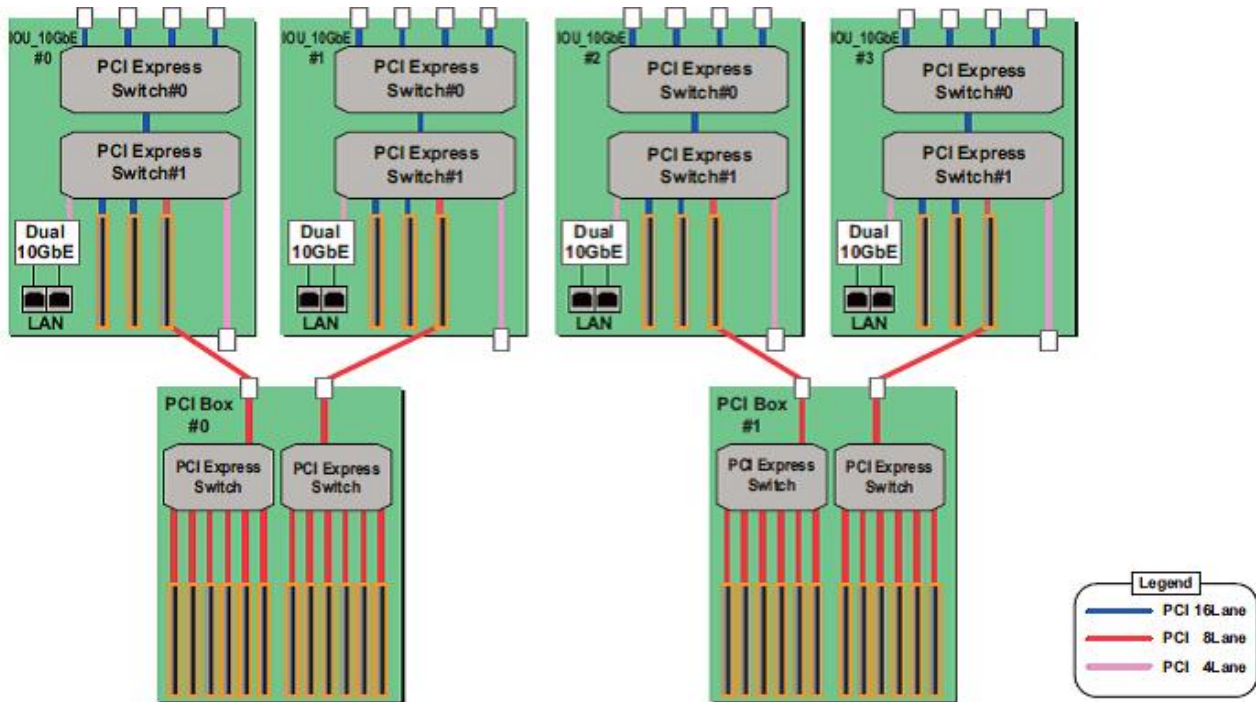 IOU_10GbE
#0
PCI Express
Switch#0
PCI Express
Switch#1
Dual
10GbE
LAN
IOU_10GbE
#1
PCI Express
Switch#0
PCI Express
Switch#1
Dual
10GbE
LAN
IOU_10GbE
#2
PCI Express
Switch#0
PCI Express
Switch#1
Dual
10GbE
LAN
IOU_10GbE
#3
PCI Express
Switch#0
PCI Express
Switch#1
Dual
10GbE
LAN
PCI Box
#0
PCI Express
Switch
PCI Express
Switch
PCI Box
#1
PCI Express
Switch
PCI Express
Switch
Legend
PCI 16Lane
PCI 8Lane
PCI 4Lane